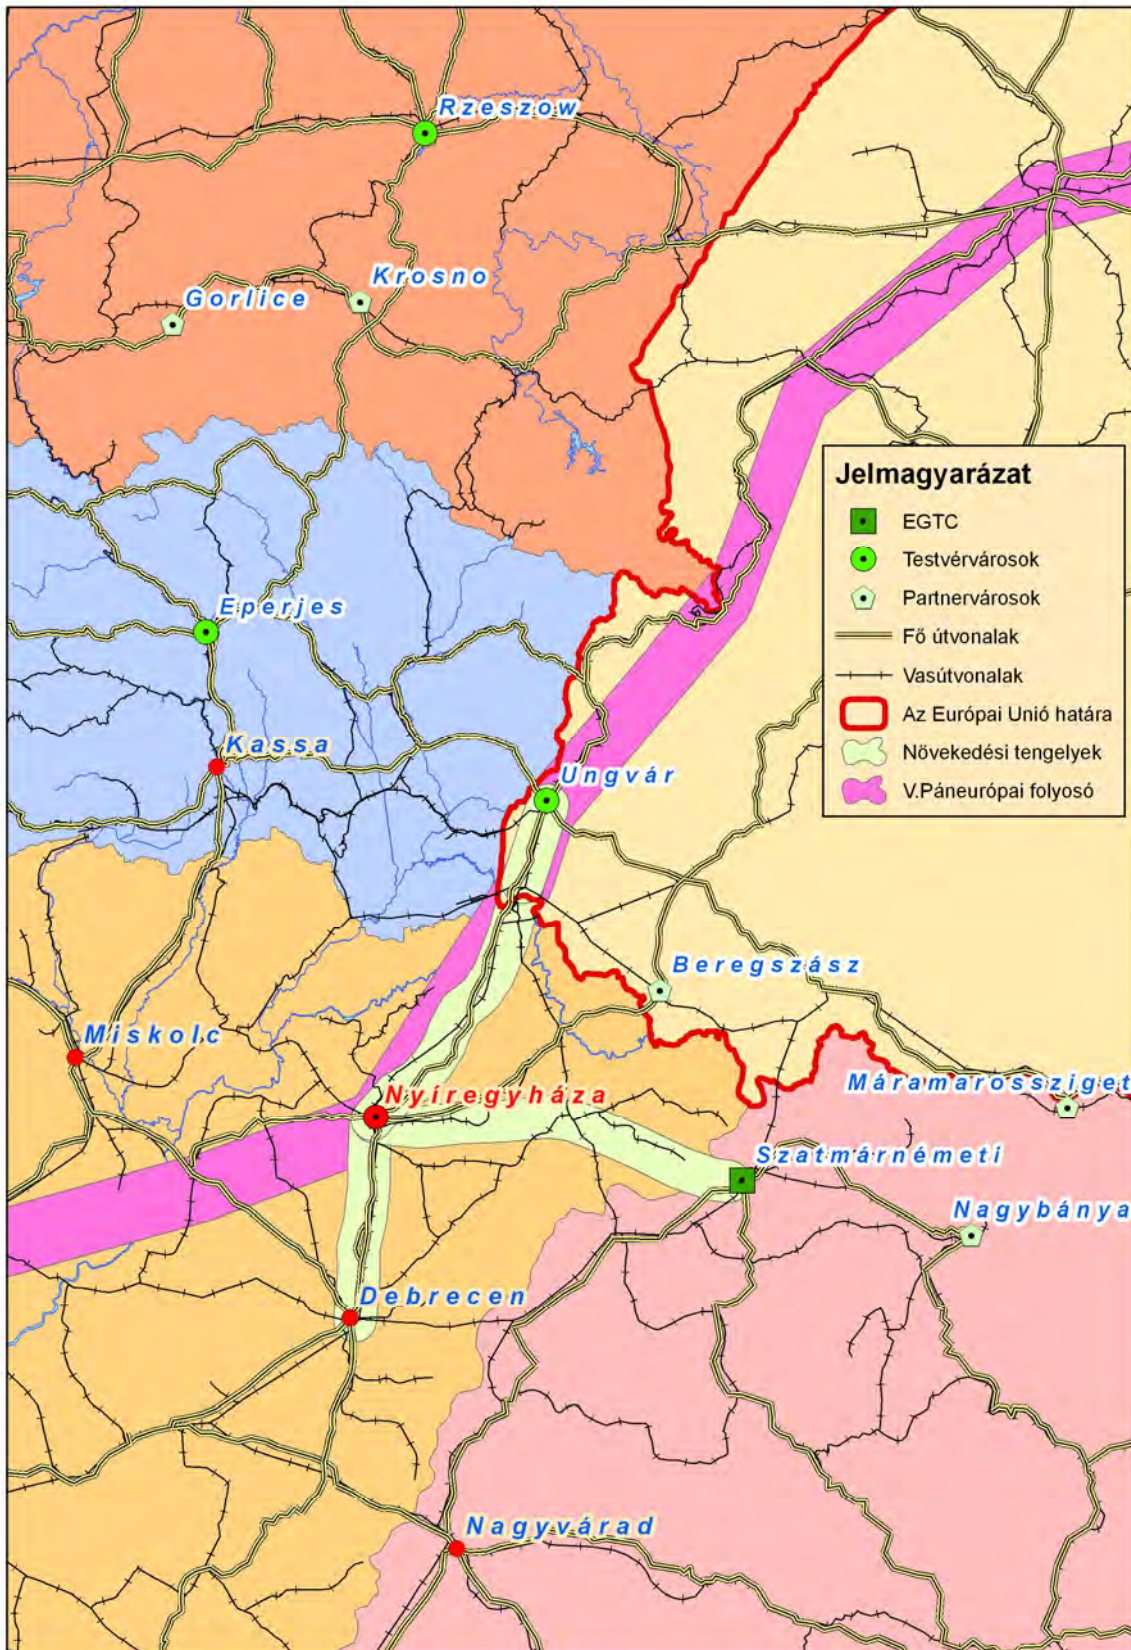 Rzeszow
Krosno
Gorlice
Jelmagyarázat
EGTC
Testvérvárosok
Partnervárosok
Fő útvonalak
Vasútvonalak
Az Európai Unió határa
Növekedési tengelyek
V.Páneurópai folyosó
Eperjes
Kassa
Ungvár
Beregszász
Miskolc
Máramarossziget
Nyíregyháza
Szatmárnémeti
Nagybánya
Debrecen
Nagyvárad